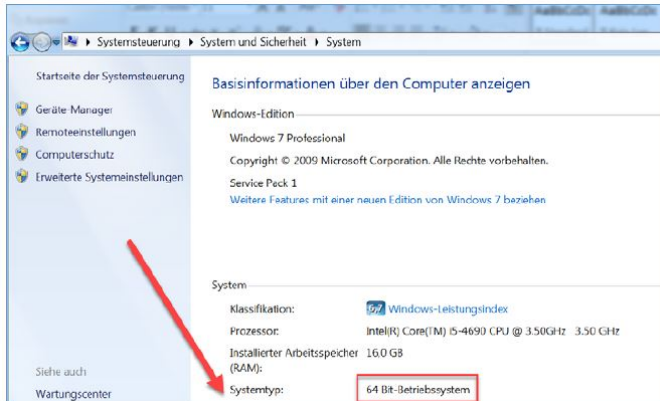 AaBbCcDc AaBbCcDc
Systemsteuerung System und Sicherheit System
Startseite der Systemsteuerung
Geräte-Manager
Remoteeinstellungen
Computerschutz
Erweiterte Systemeinstellungen
Siehe auch
Wartungscenter
Basisinformationen über den Computer anzeigen
Windows-Edition
Windows 7 Professional
Copyright © 2009 Microsoft Corporation. Alle Rechte vorbehalten.
Service Pack 1
Weitere Features mit einer neuen Edition von Windows 7 beziehen
System
Klassifikation: Windows-Leistungsindex
Prozessor: Intel(R) Core(TM) i5-4690 CPU @ 3.50GHz 3.50 GHz
Installierter Arbeitsspeicher (RAM): 16.0 GB
Systemtyp: 64 Bit-Betriebssystem